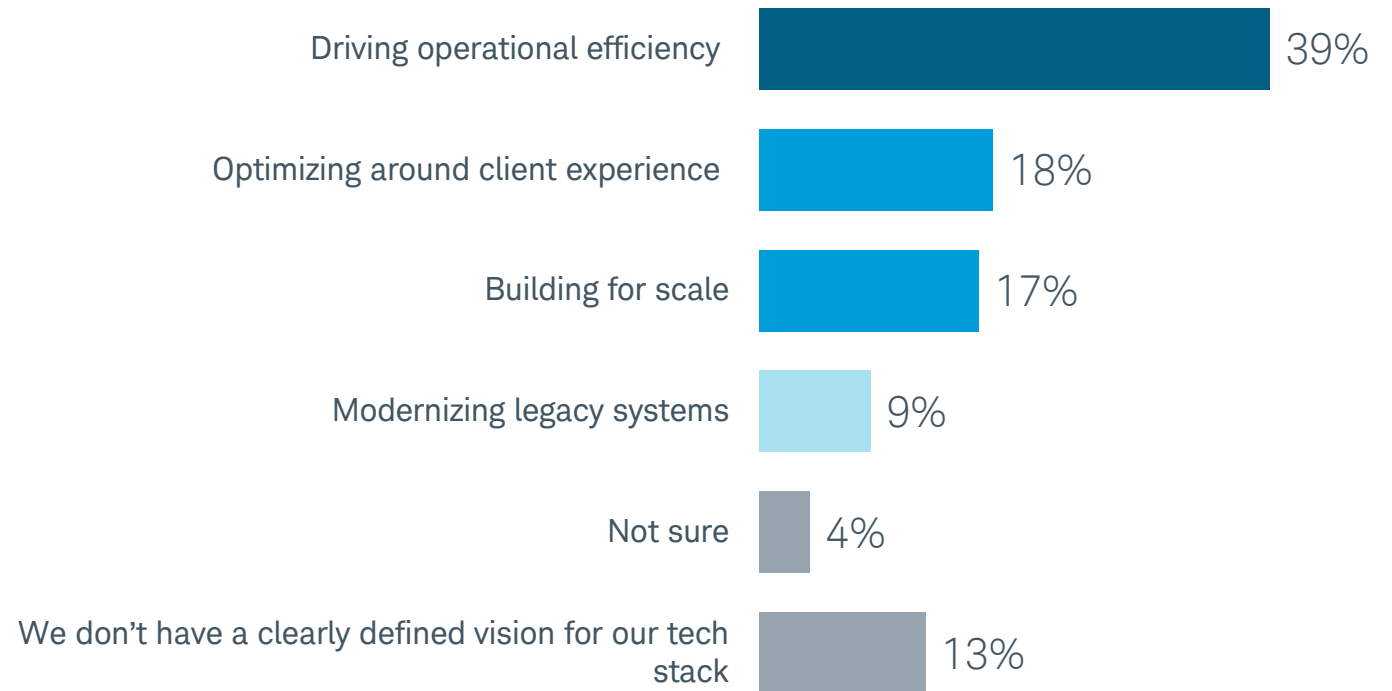 Driving operational efficiency 39%
Optimizing around client experience 18%
Building for scale 17%
Modernizing legacy systems 9%
Not sure 4%
We don’t have a clearly defined vision for our tech
stack 13%